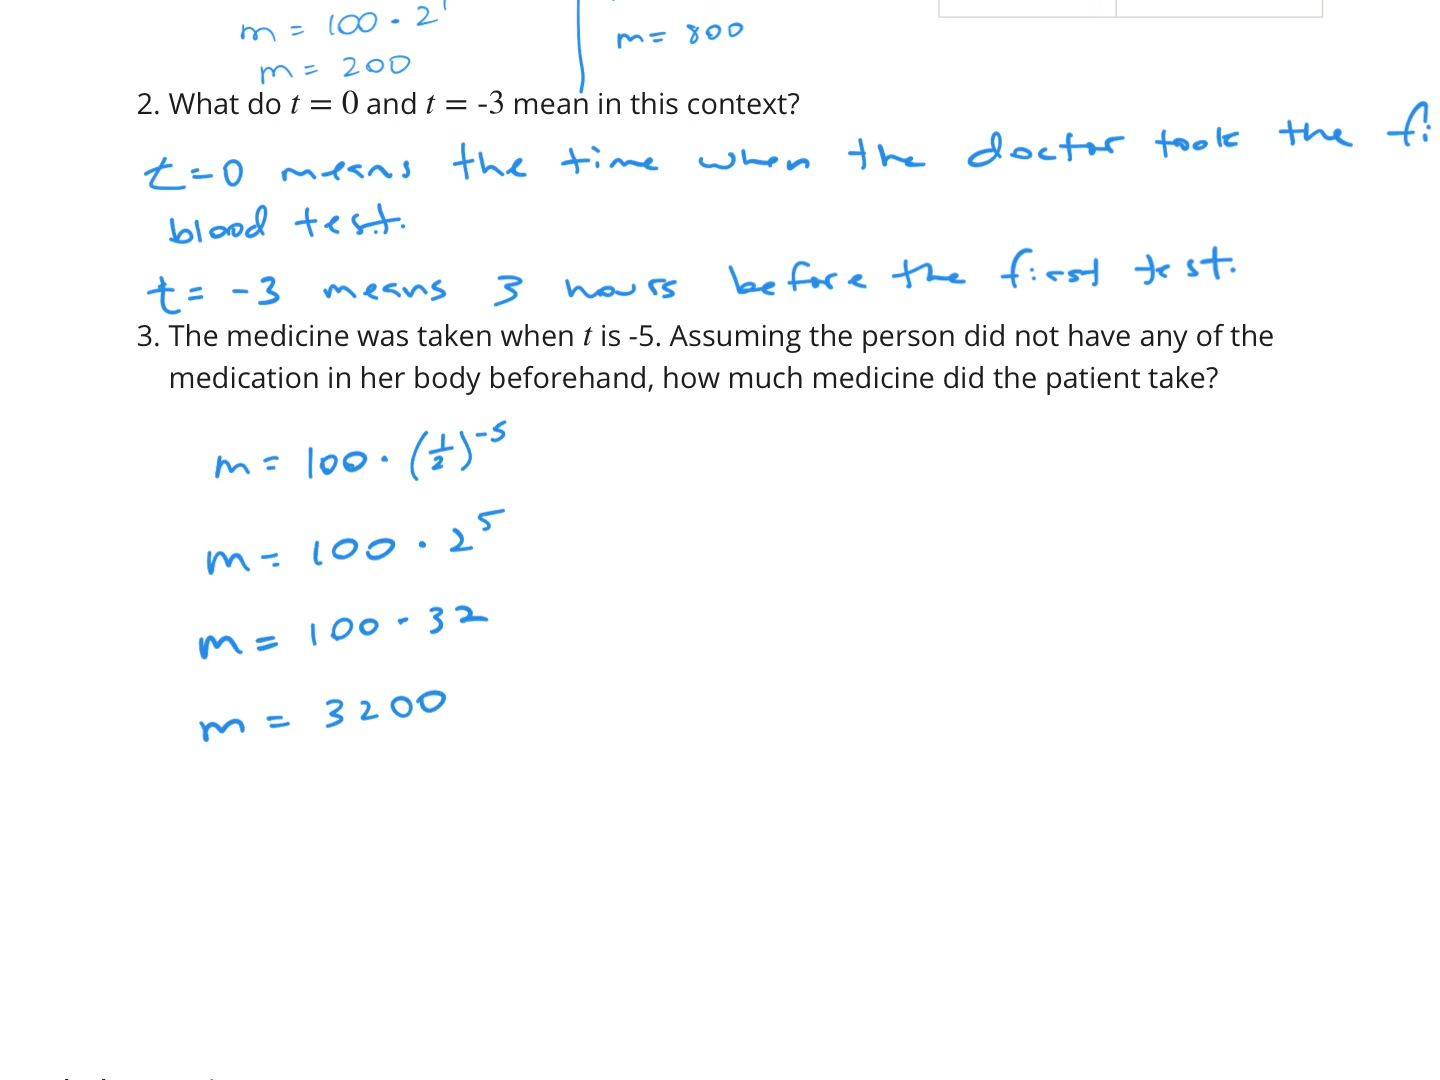 m = 100 · 2¹
m = 200
m = 800
2. What do t = 0 and t = -3 mean in this context?
t=0 means the time when the doctor took the fi
blood test.
t = -3 means 3 hours before the first test.
3. The medicine was taken when t is -5. Assuming the person did not have any of the
medication in her body beforehand, how much medicine did the patient take?
m = 100 · (1/2)⁻⁵
m = 100 · 2⁵
m = 100 · 32
m = 3200